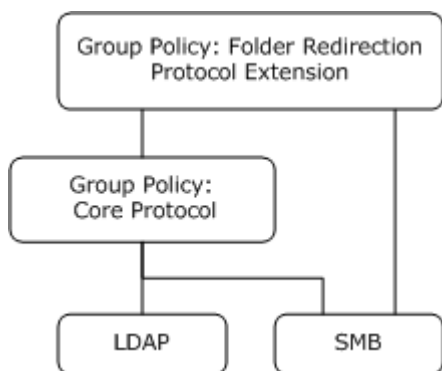 Group Policy: Folder Redirection
Protocol Extension
Group Policy:
Core Protocol
LDAP
SMB